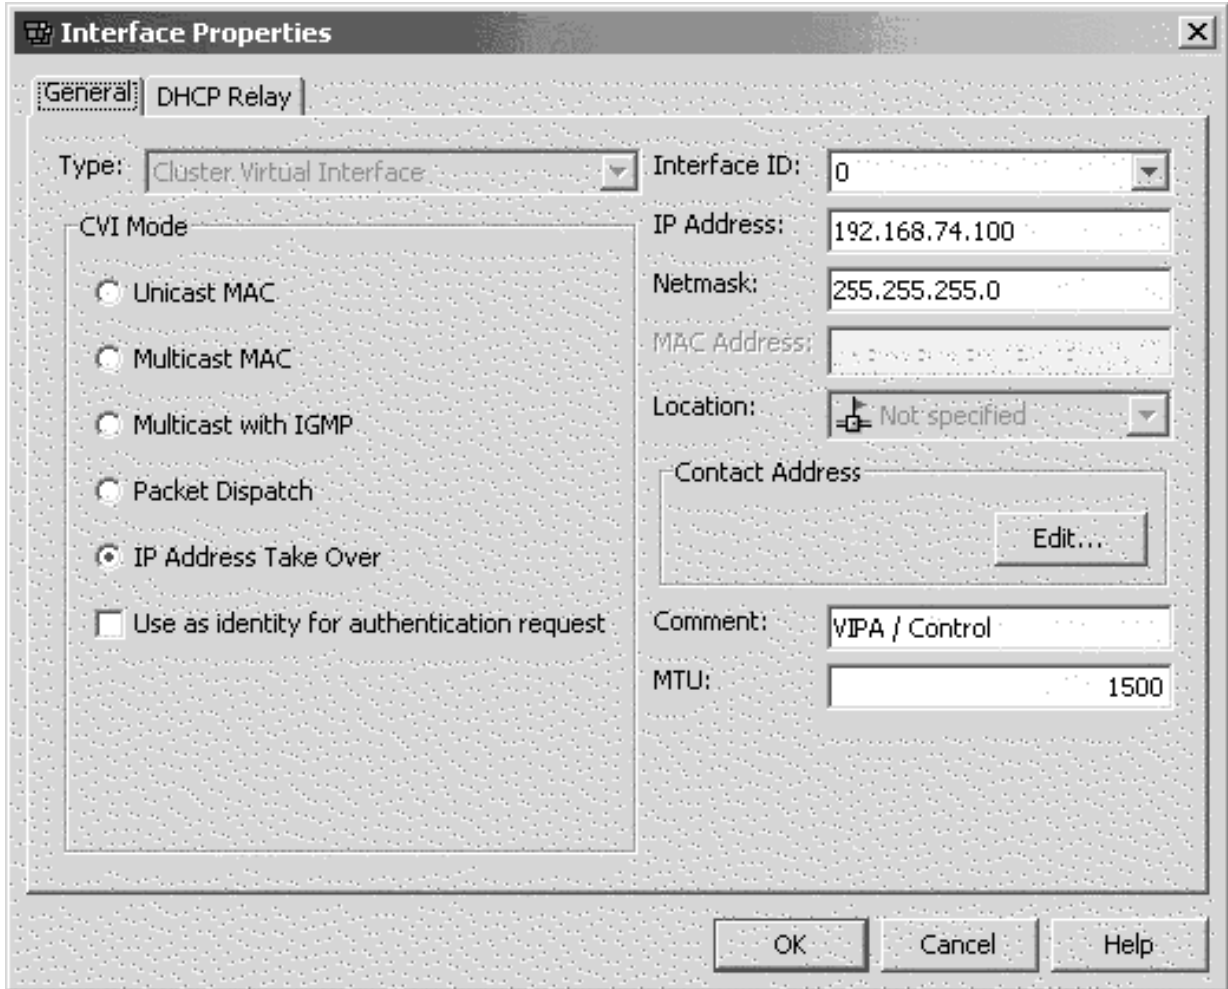 Interface Properties
General
DHCP Relay
Type:
Cluster Virtual Interface
CVI Mode
Unicast MAC
Multicast MAC
Multicast with IGMP
Packet Dispatch
IP Address Take Over
Use as identity for authentication request
Interface ID:
0
IP Address:
192.168.74.100
Netmask:
255.255.255.0
MAC Address:
Location:
Not specified
Contact Address
Edit...
Comment:
VIPA / Control
MTU:
1500
OK
Cancel
Help